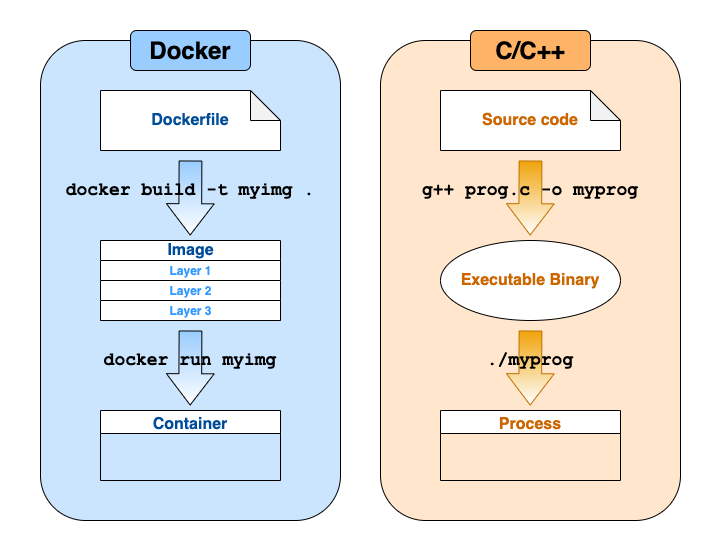 Docker
Dockerfile
docker build -t myimg .
Image
Layer 1
Layer 2
Layer 3
docker run myimg
Container
C/C++
Source code
g++ prog.c -o myprog
Executable Binary
./myprog
Process